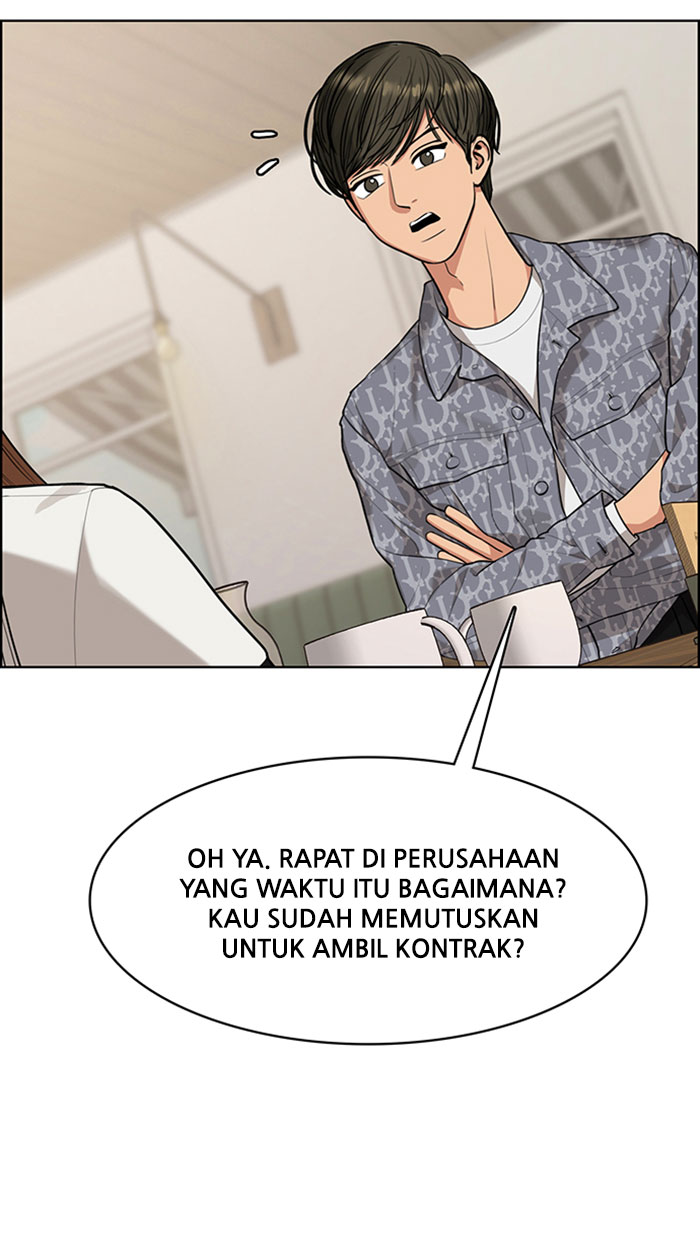 OH YA. RAPAT DI PERUSAHAAN
YANG WAKTU ITU BAGAIMANA?
KAU SUDAH MEMUTUSKAN
UNTUK AMBIL KONTRAK?